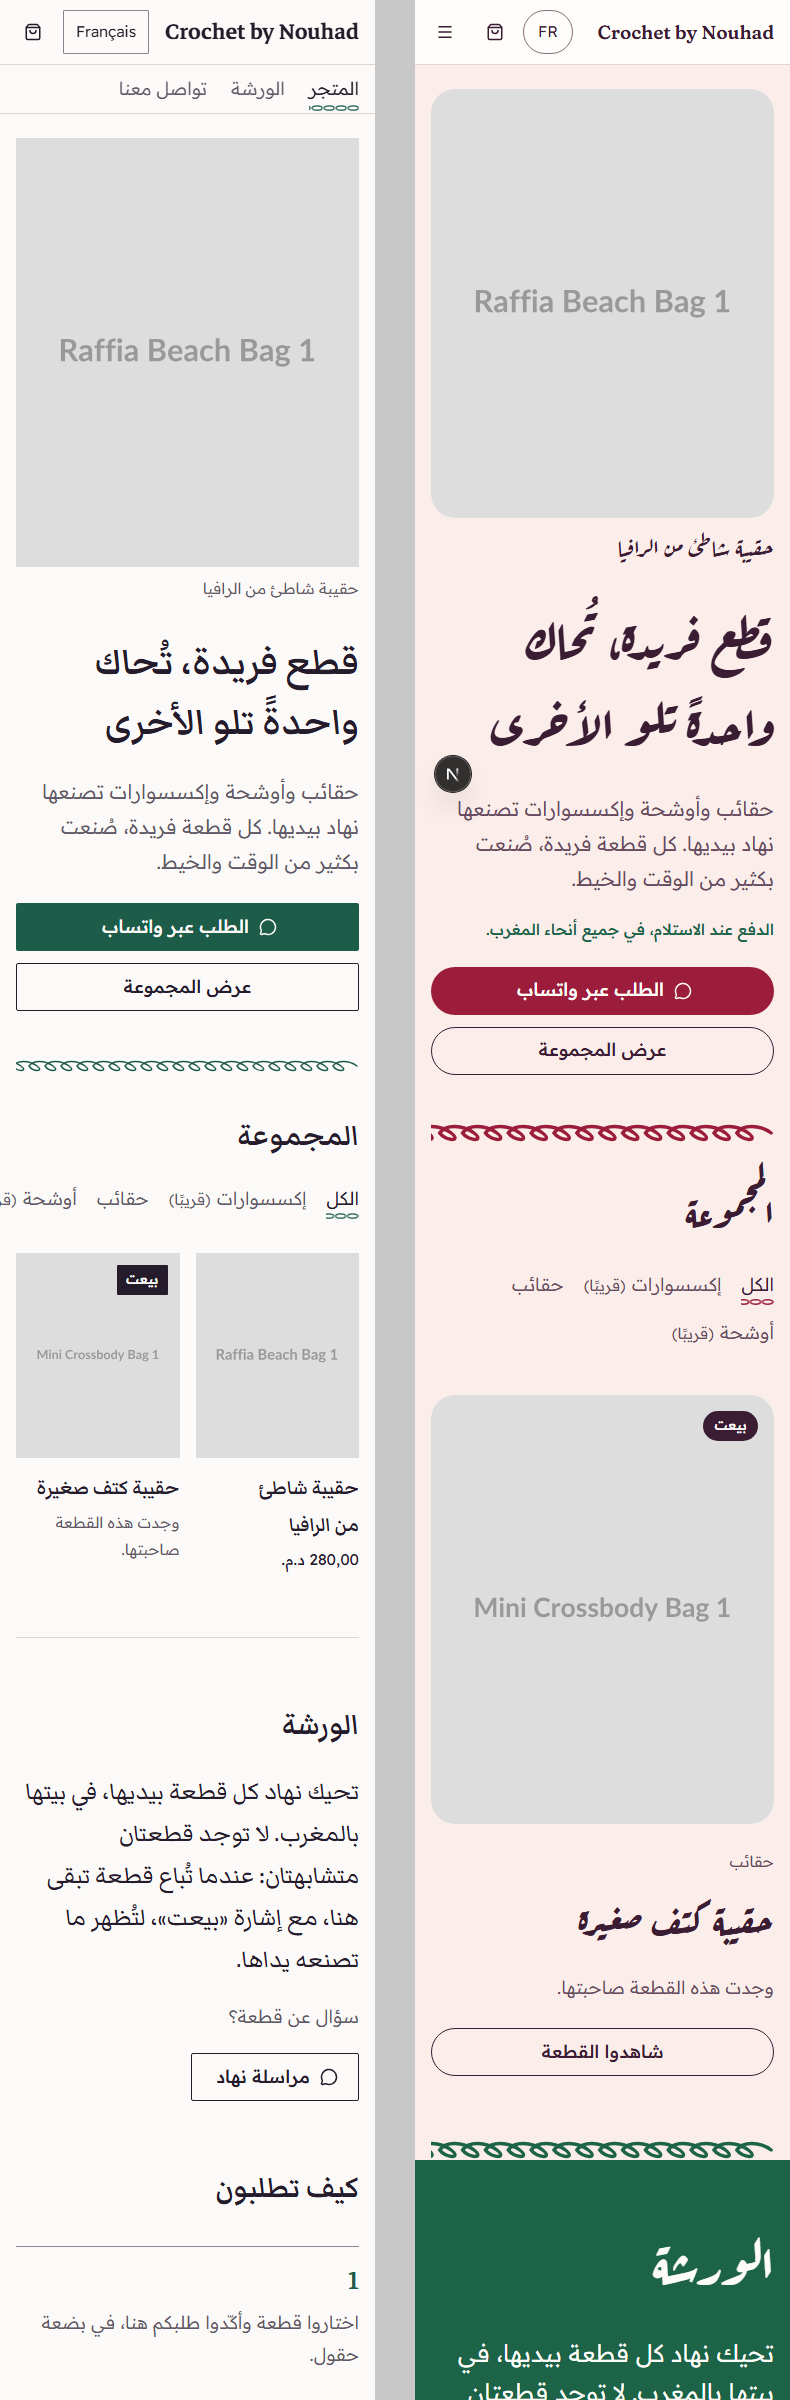 Crochet by Nouhad
Français
المتجر
الورشة
تواصل معنا
Raffia Beach Bag 1
حقيبة شاطئ من الرافيا
قطع فريدة، تُحاك
واحدةً تلو الأخرى
حقائب وأوشحة وإكسسوارات تصنعها
نهاد بيديها. كل قطعة فريدة، صُنعت
بكثير من الوقت والخيط.
الطلب عبر واتساب
عرض المجموعة
المجموعة
الكل
إكسسوارات (قريبًا)
حقائب
أوشحة (قر
Raffia Beach Bag 1
حقيبة شاطئ
من الرافيا
280,00 د.م.
بيعت
Mini Crossbody Bag 1
حقيبة كتف صغيرة
وجدت هذه القطعة
صاحبتها.
الورشة
تحيك نهاد كل قطعة بيديها، في بيتها
بالمغرب. لا توجد قطعتان
متشابهتان: عندما تُباع قطعة تبقى
هنا، مع إشارة «بيعت»، لتُظهر ما
تصنعه يداها.
سؤال عن قطعة؟
مراسلة نهاد
كيف تطلبون
1
اختاروا قطعة وأكّدوا طلبكم هنا، في بضعة
حقول.
Crochet by Nouhad
FR
Raffia Beach Bag 1
حقيبة شاطئ من الرافيا
قطع فريدة، تُحاك
واحدةً تلو الأخرى
N
حقائب وأوشحة وإكسسوارات تصنعها
نهاد بيديها. كل قطعة فريدة، صُنعت
بكثير من الوقت والخيط.
الدفع عند الاستلام، في جميع أنحاء المغرب.
الطلب عبر واتساب
عرض المجموعة
المجموعة
الكل
إكسسوارات (قريبًا)
حقائب
أوشحة (قريبًا)
بيعت
Mini Crossbody Bag 1
حقائب
حقيبة كتف صغيرة
وجدت هذه القطعة صاحبتها.
شاهدوا القطعة
الورشة
تحيك نهاد كل قطعة بيديها، في
بيتها بالمغرب. لا توجد قطعتان